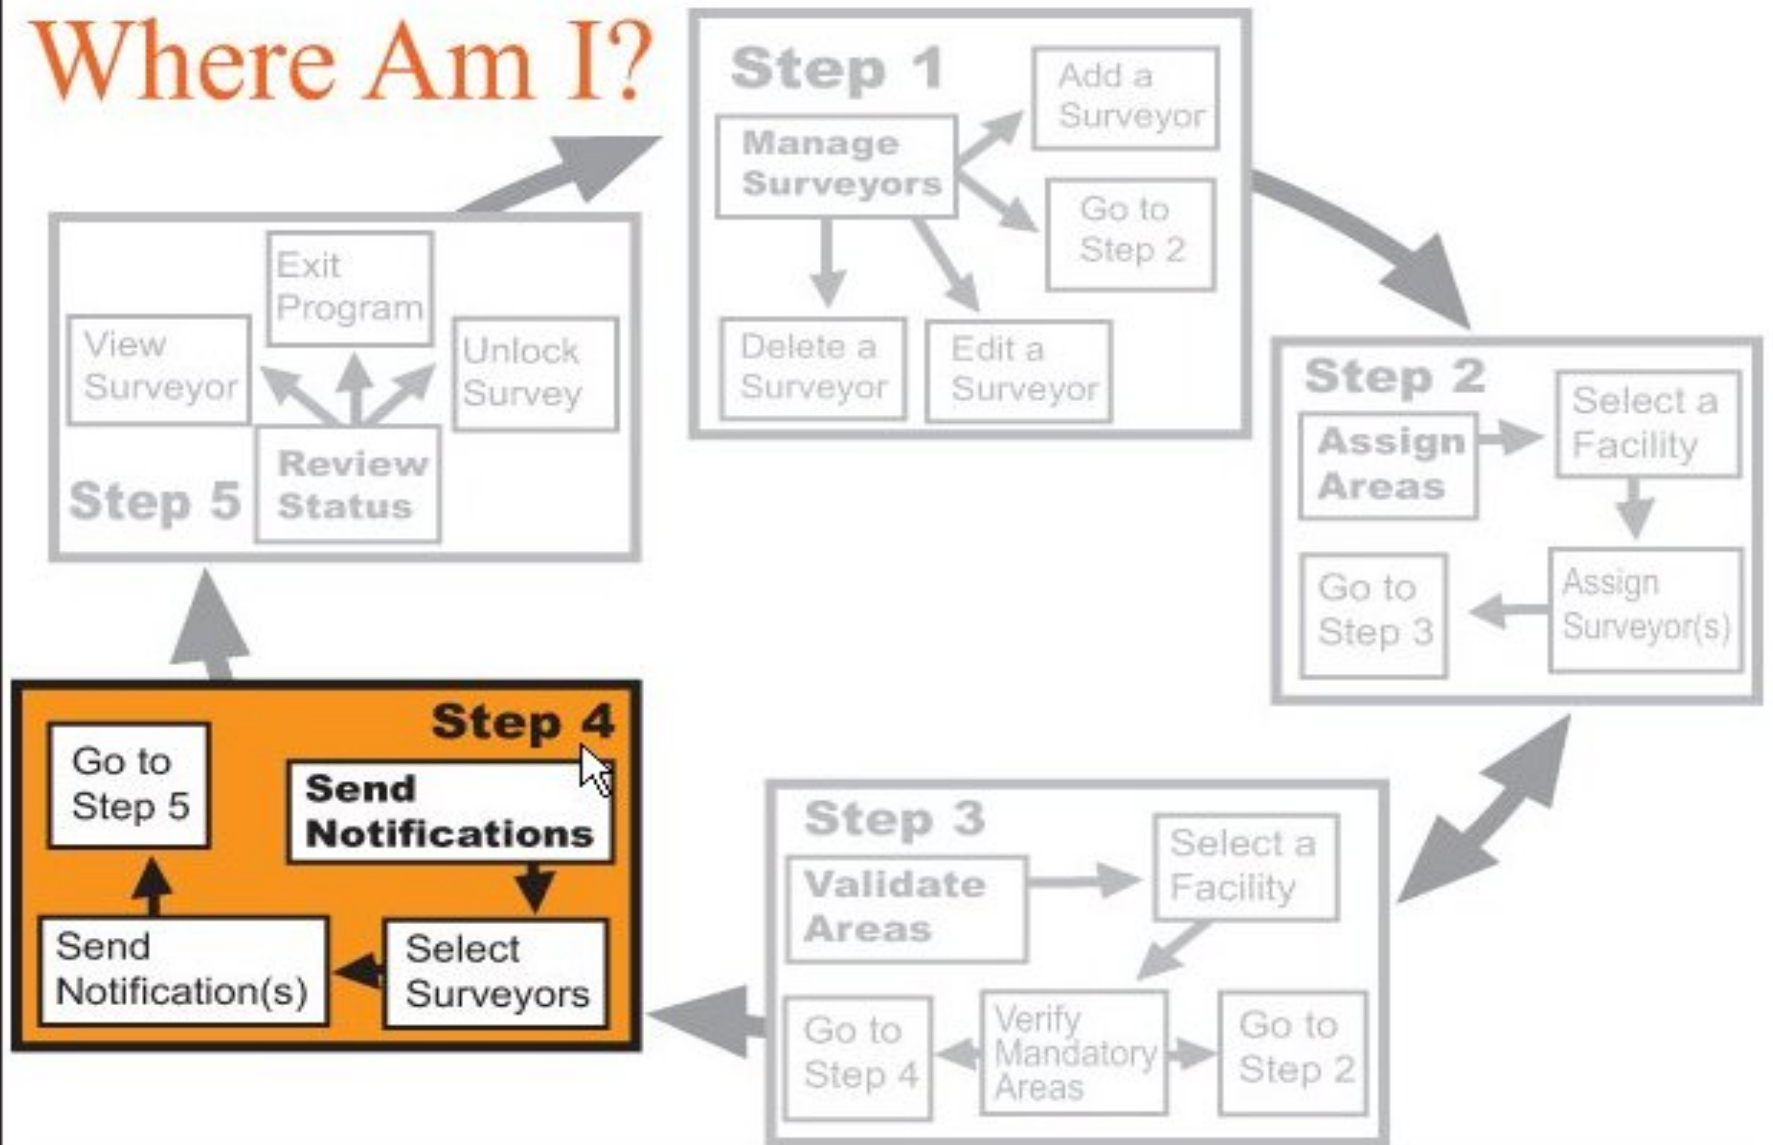 Where Am I?
Step 1
Manage
Surveyors
Add a
Surveyor
Go to
Step 2
Delete a
Surveyor
Edit a
Surveyor
Step 2
Assign
Areas
Select a
Facility
Assign
Surveyor(s)
Go to
Step 3
Step 3
Validate
Areas
Select a
Facility
Verify
Mandatory
Areas
Go to
Step 4
Go to
Step 2
Step 4
Send
Notifications
Select
Surveyors
Send
Notification(s)
Go to
Step 5
Step 5
Review
Status
View
Surveyor
Exit
Program
Unlock
Survey